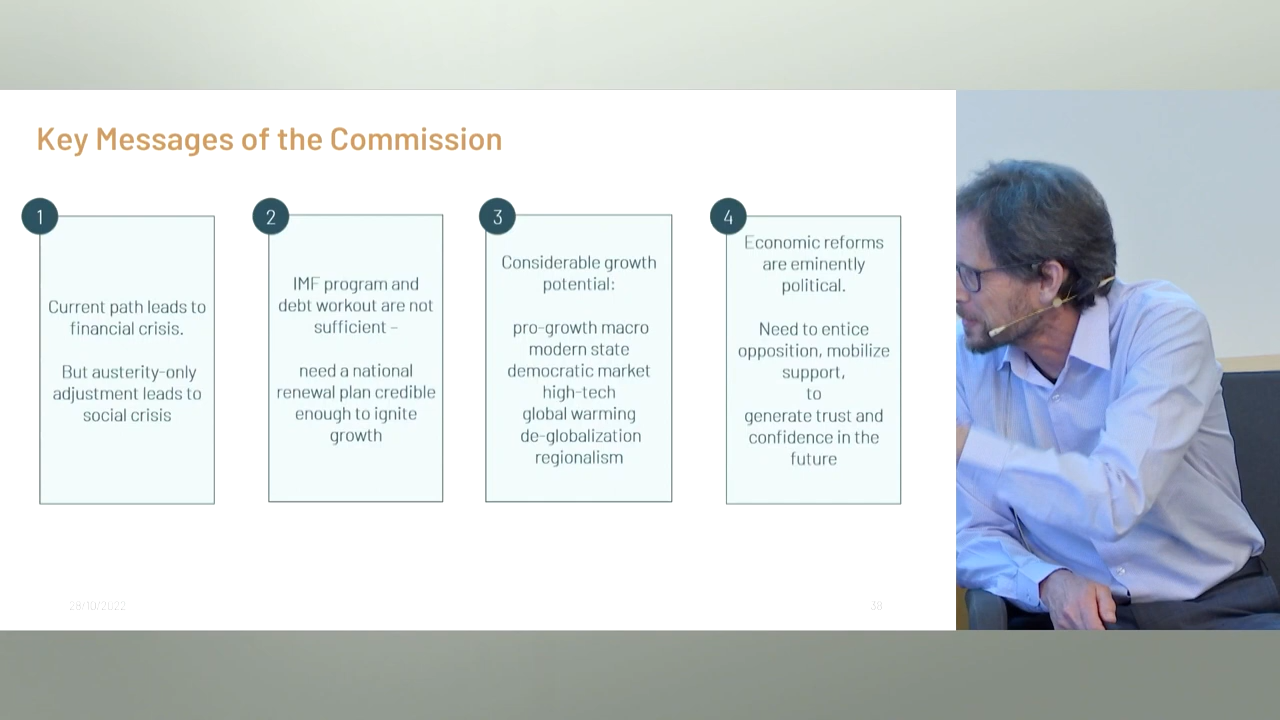 Key Messages of the Commission
1
Current path leads to
financial crisis.
But austerity-only
adjustment leads to
social crisis
2
IMF program and
debt workout are not
sufficient –
need a national
renewal plan credible
enough to ignite
growth
3
Considerable growth
potential:
pro-growth macro
modern state
democratic market
high-tech
global warming
de-globalization
regionalism
4
Economic reforms
are eminently
political.
Need to entice
opposition, mobilize
support,
to
generate trust and
confidence in the
future
28/10/2022
38